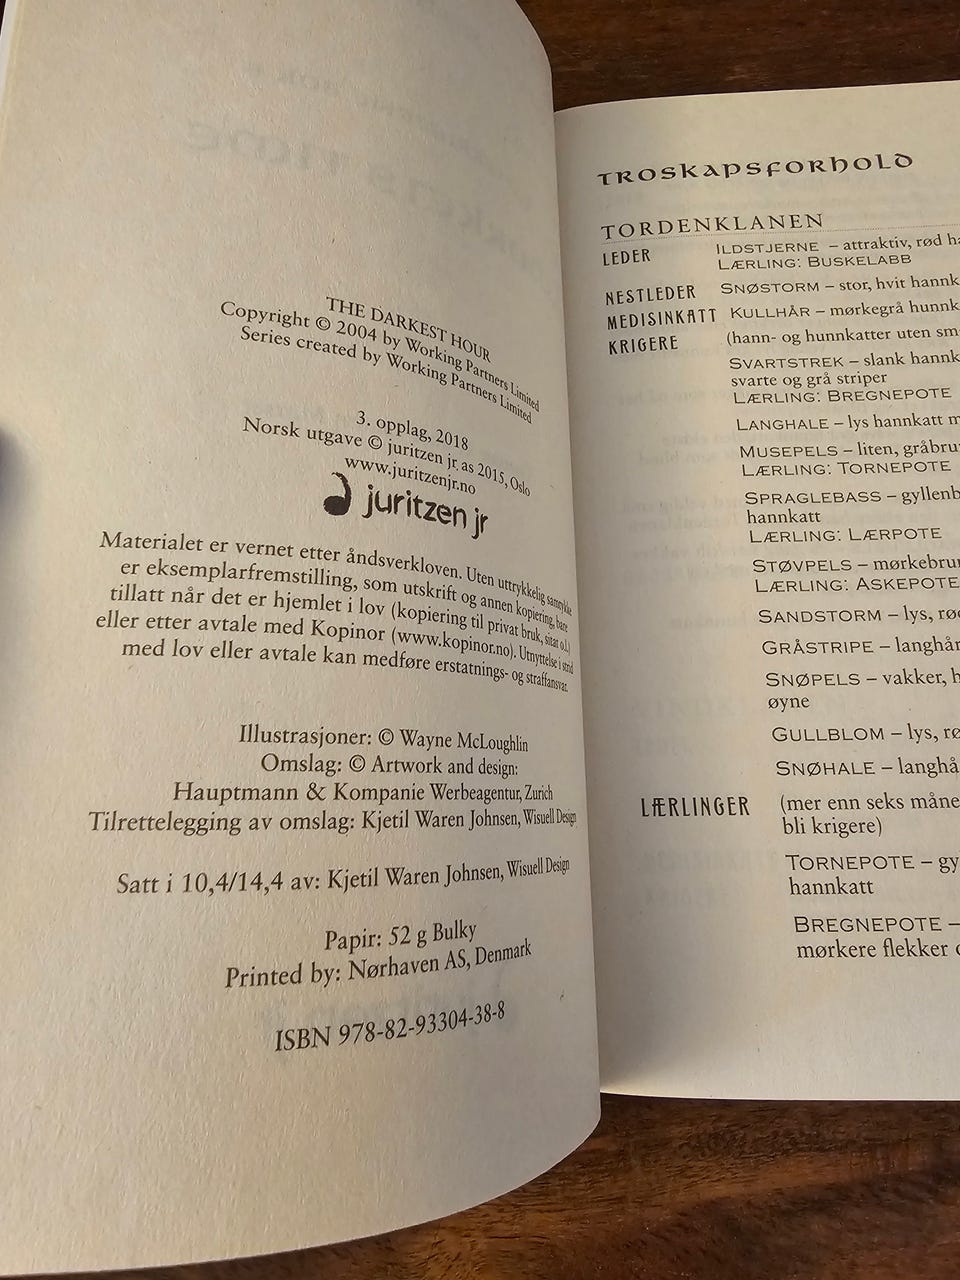 THE DARKEST HOUR
Copyright © 2004 by Working Partners Limited
Series created by Working Partners Limited
3. opplag, 2018
Norsk utgave © juritzen jr. as 2015, Oslo
www.juritzenjr.no
juritzen jr
Materialet er vernet etter åndsverkloven. Uten uttrykkelig samtykke
er eksemplarfremstilling, som utskrift og annen kopiering, bare
tillatt når det er hjemlet i lov (kopiering til privat bruk, sitat o.l.)
eller etter avtale med Kopinor (www.kopinor.no). Utnyttelse i strid
med lov eller avtale kan medføre erstatnings- og straffansvar.
Illustrasjoner: © Wayne McLoughlin
Omslag: © Artwork and design:
Hauptmann & Kompanie Werbeagentur, Zurich
Tilrettelegging av omslag: Kjetil Waren Johnsen, Wisuell Design
Satt i 10,4/14,4 av: Kjetil Waren Johnsen, Wisuell Design
Papir: 52 g Bulky
Printed by: Nørhaven AS, Denmark
ISBN 978-82-93304-38-8
TROSKAPSFORHOLD
TORDENKLANEN
LEDER ILDSTJERNE – attraktiv, rød
LÆRLING: BUSKELABB
NESTLEDER SNØSTORM – stor, hvit
MEDISINKATT KULLHÅR – mørkegrå
KRIGERE (hann- og hunnkatter uten
SVARTSTREK – slank
svarte og grå striper
LÆRLING: BREGNEPOTE
LANGHALE – lys hannkatt
MUSEPELS – liten,
LÆRLING: TORNEPOTE
SPRAGLEBASS –
hannkatt
LÆRLING: LÆRPOTE
STØVPELS –
LÆRLING: ASKEPOTE
SANDSTORM – lys,
GRÅSTRIPE –
SNØPELS – vakker,
øyne
GULLBLOM – lys,
SNØHALE –
LÆRLINGER (mer enn seks
bli krigere)
TORNEPOTE –
hannkatt
BREGNEPOTE –
mørkere flekker